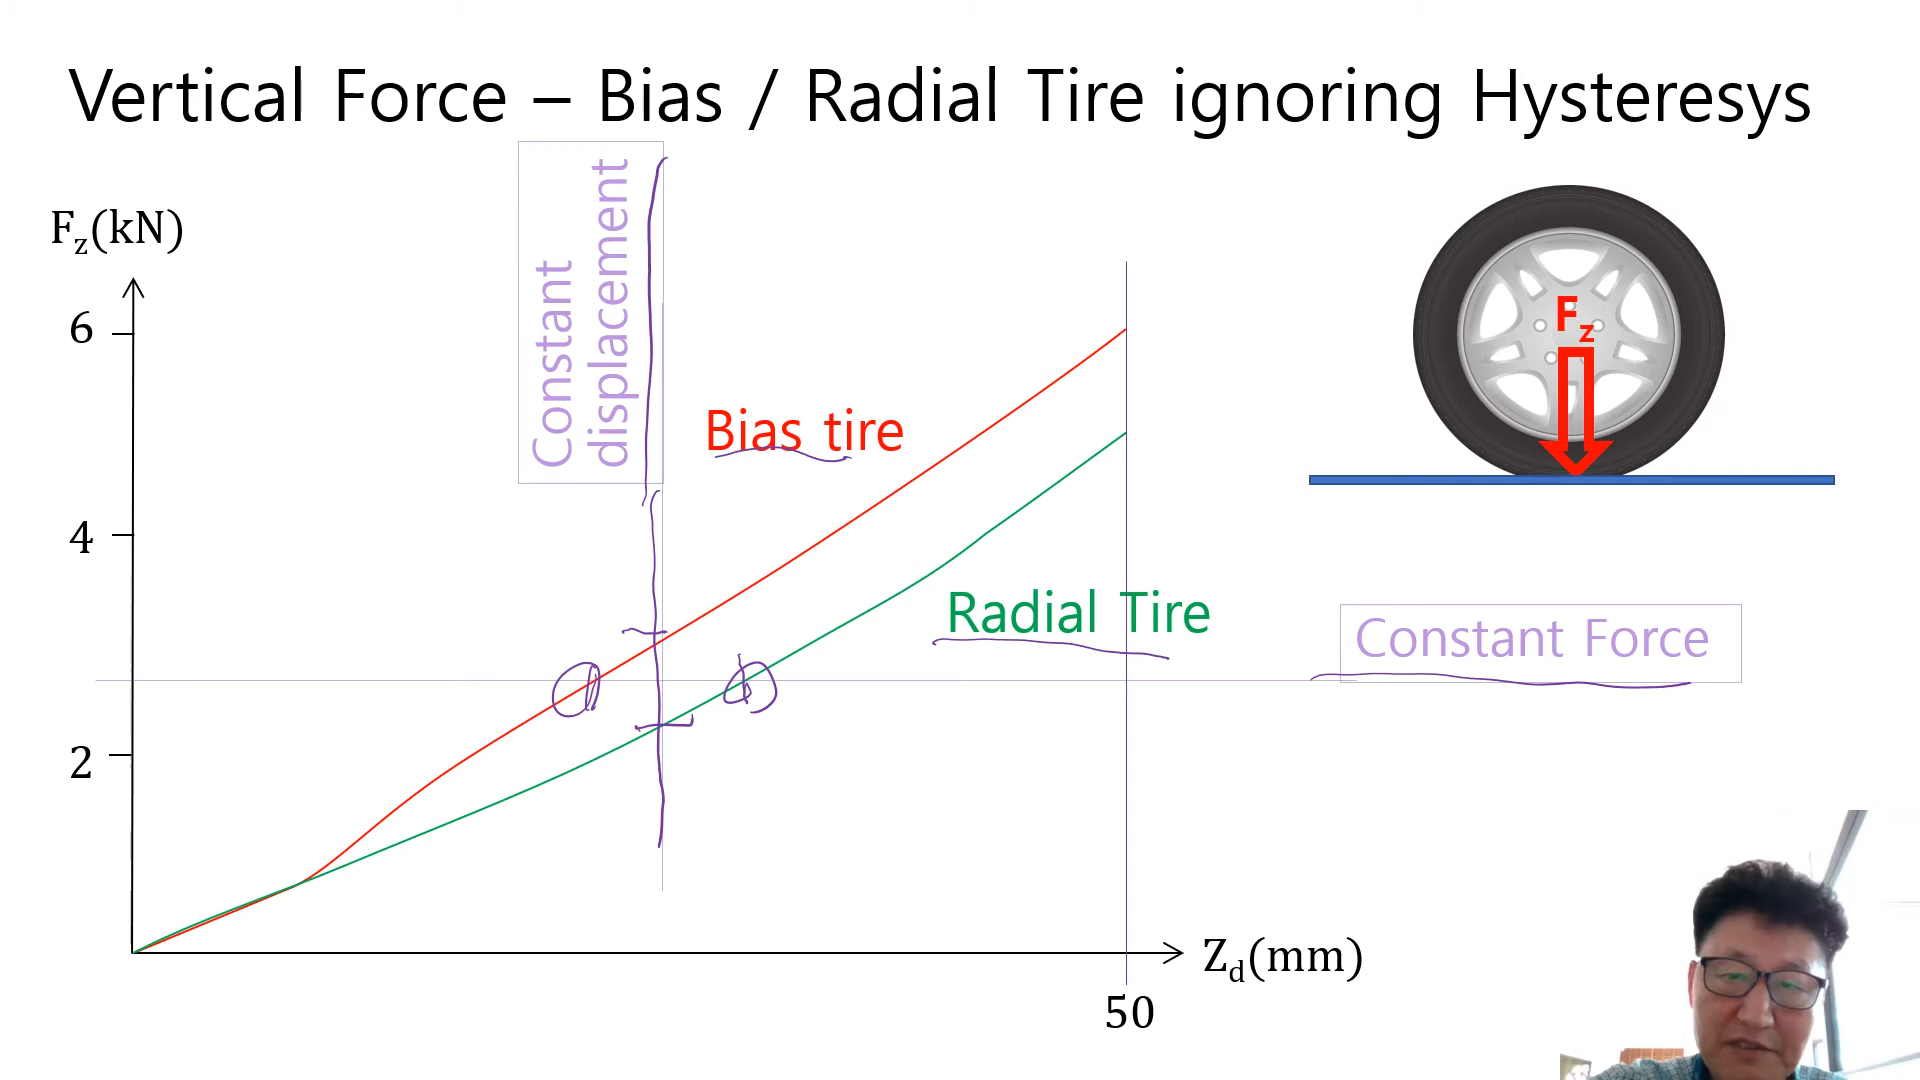 Vertical Force – Bias / Radial Tire ignoring Hysteresys
Constant
displacement
Fz(kN)
6
4
2
Bias tire
Radial Tire
Fz
Constant Force
Zd(mm)
50